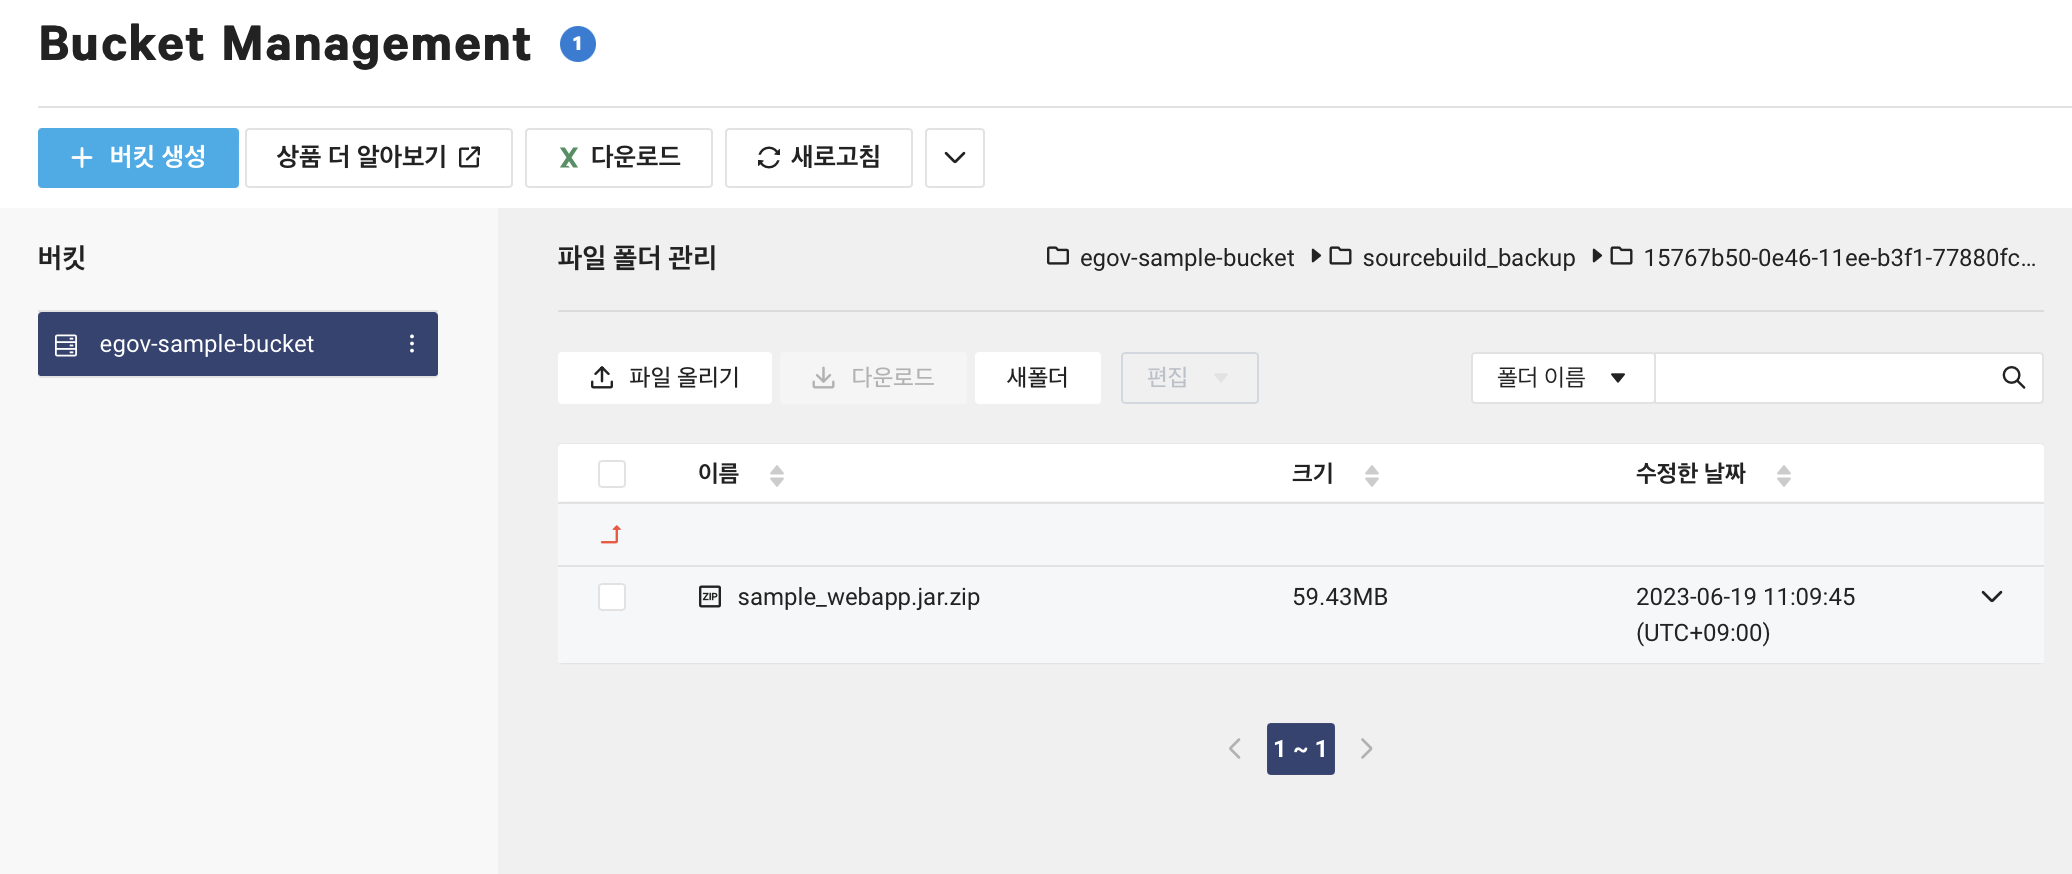 Bucket Management 1
+ 버킷 생성 상품 더 알아보기 X 다운로드 새로고침
버킷
egov-sample-bucket
파일 폴더 관리 egov-sample-bucket sourcebuild_backup 15767b50-0e46-11ee-b3f1-77880fc...
파일 올리기 다운로드 새폴더 편집 폴더 이름
이름 크기 수정한 날짜
ZIP sample_webapp.jar.zip 59.43MB 2023-06-19 11:09:45
(UTC+09:00)
1 ~ 1